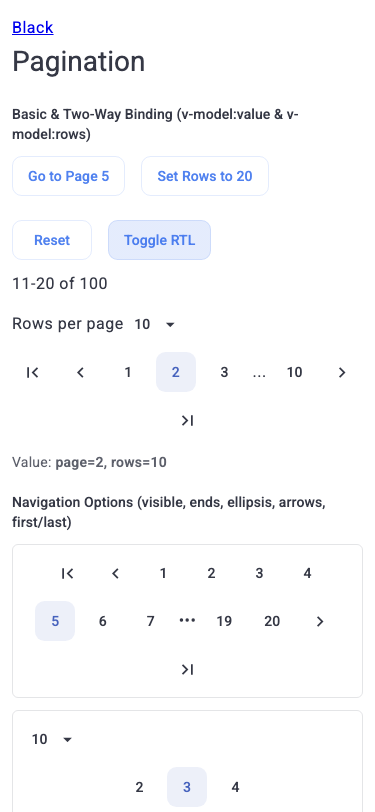 Black
Pagination
Basic & Two-Way Binding (v-model:value & v-
model:rows)
Go to Page 5 Set Rows to 20
Reset Toggle RTL
11-20 of 100
Rows per page 10
1 2 3 ... 10
Value: page=2, rows=10
Navigation Options (visible, ends, ellipsis, arrows,
first/last)
1 2 3 4
5 6 7 ••• 19 20
10
2 3 4